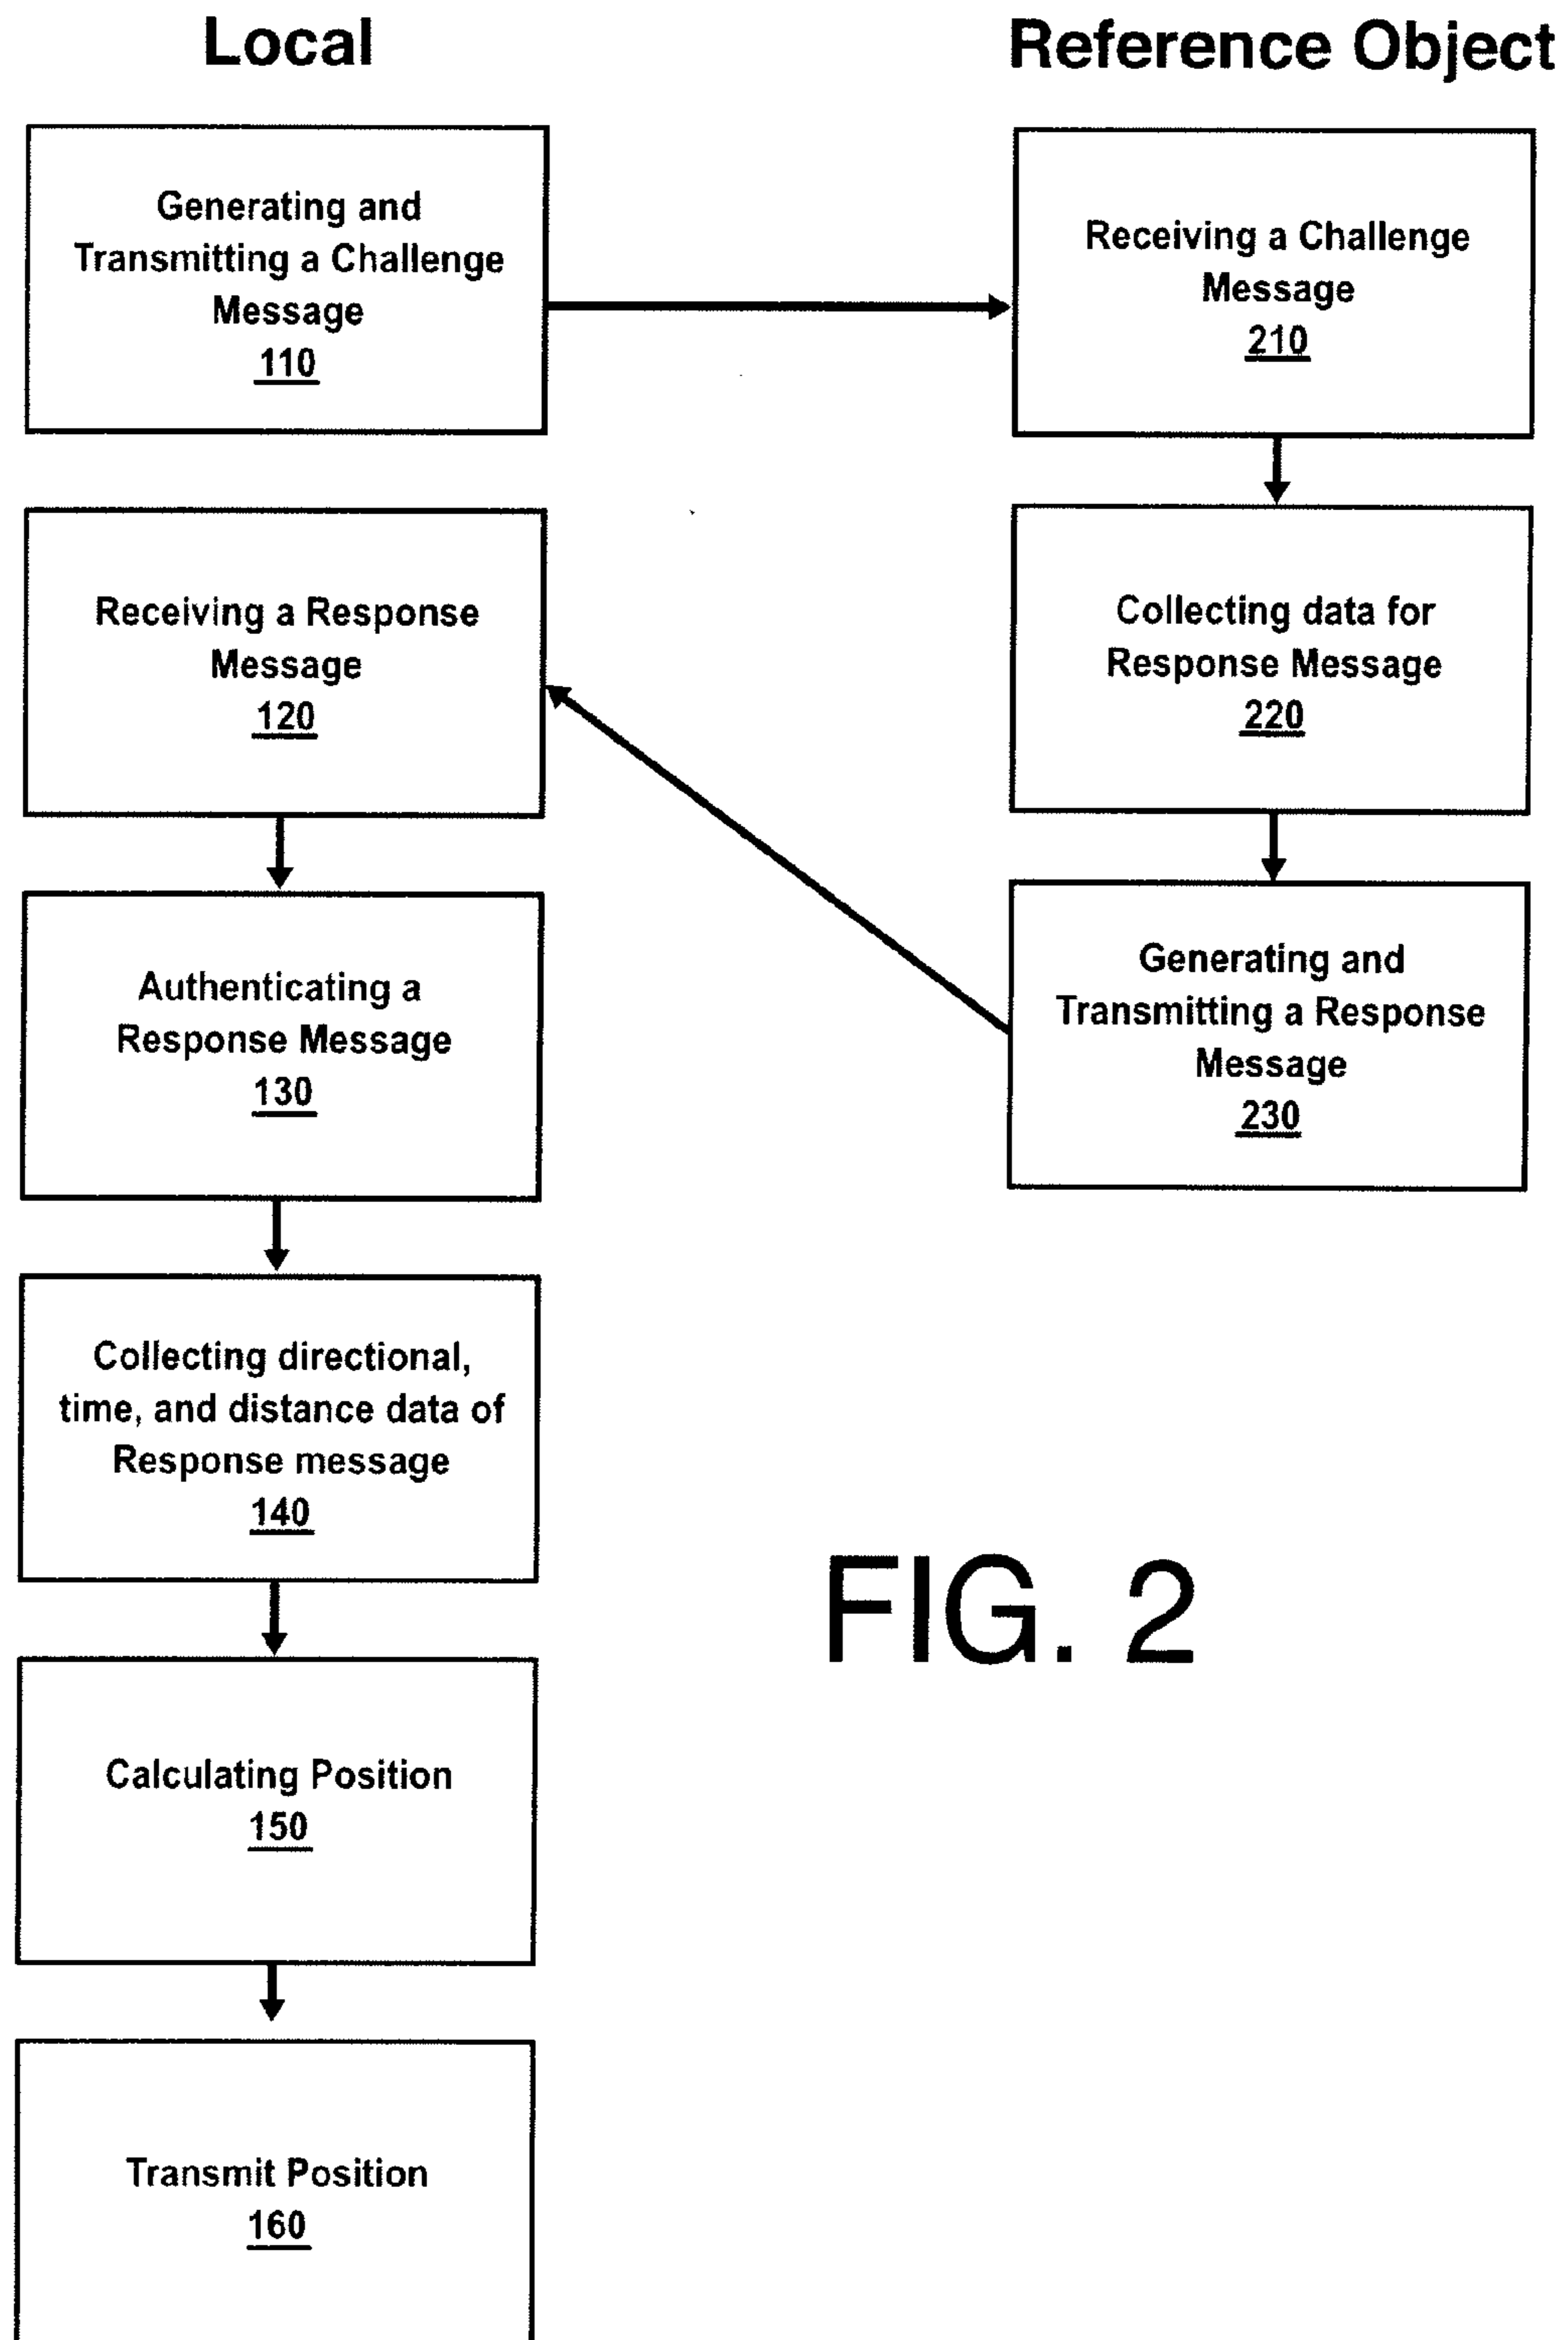 Local
Reference Object
Generating and
Transmitting a Challenge
Message
110
Receiving a Challenge
Message
210
Receiving a Response
Message
120
Collecting data for
Response Message
220
Authenticating a
Response Message
130
Generating and
Transmitting a Response
Message
230
Collecting directional,
time, and distance data of
Response message
140
Calculating Position
150
Transmit Position
160
FIG. 2